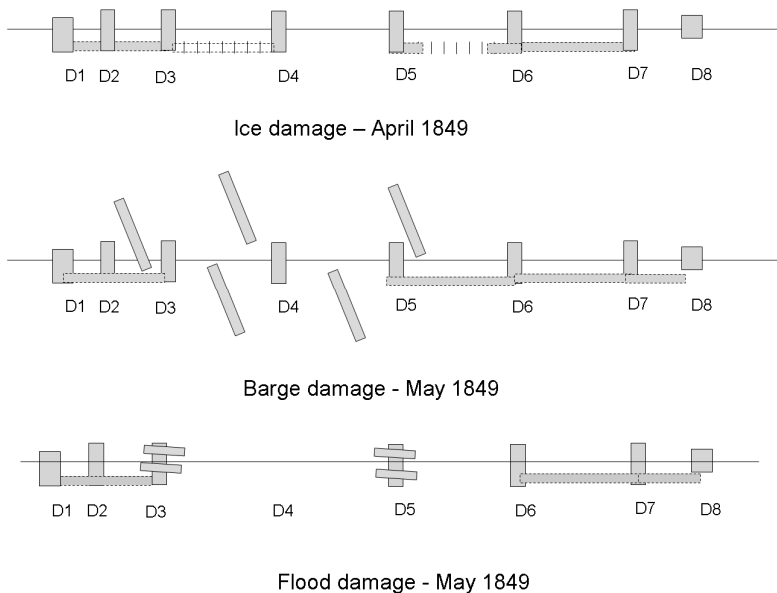 D1 D2 D3 D4 D5 D6 D7 D8
Ice damage – April 1849
D1 D2 D3 D4 D5 D6 D7 D8
Barge damage - May 1849
D1 D2 D3 D4 D5 D6 D7 D8
Flood damage - May 1849